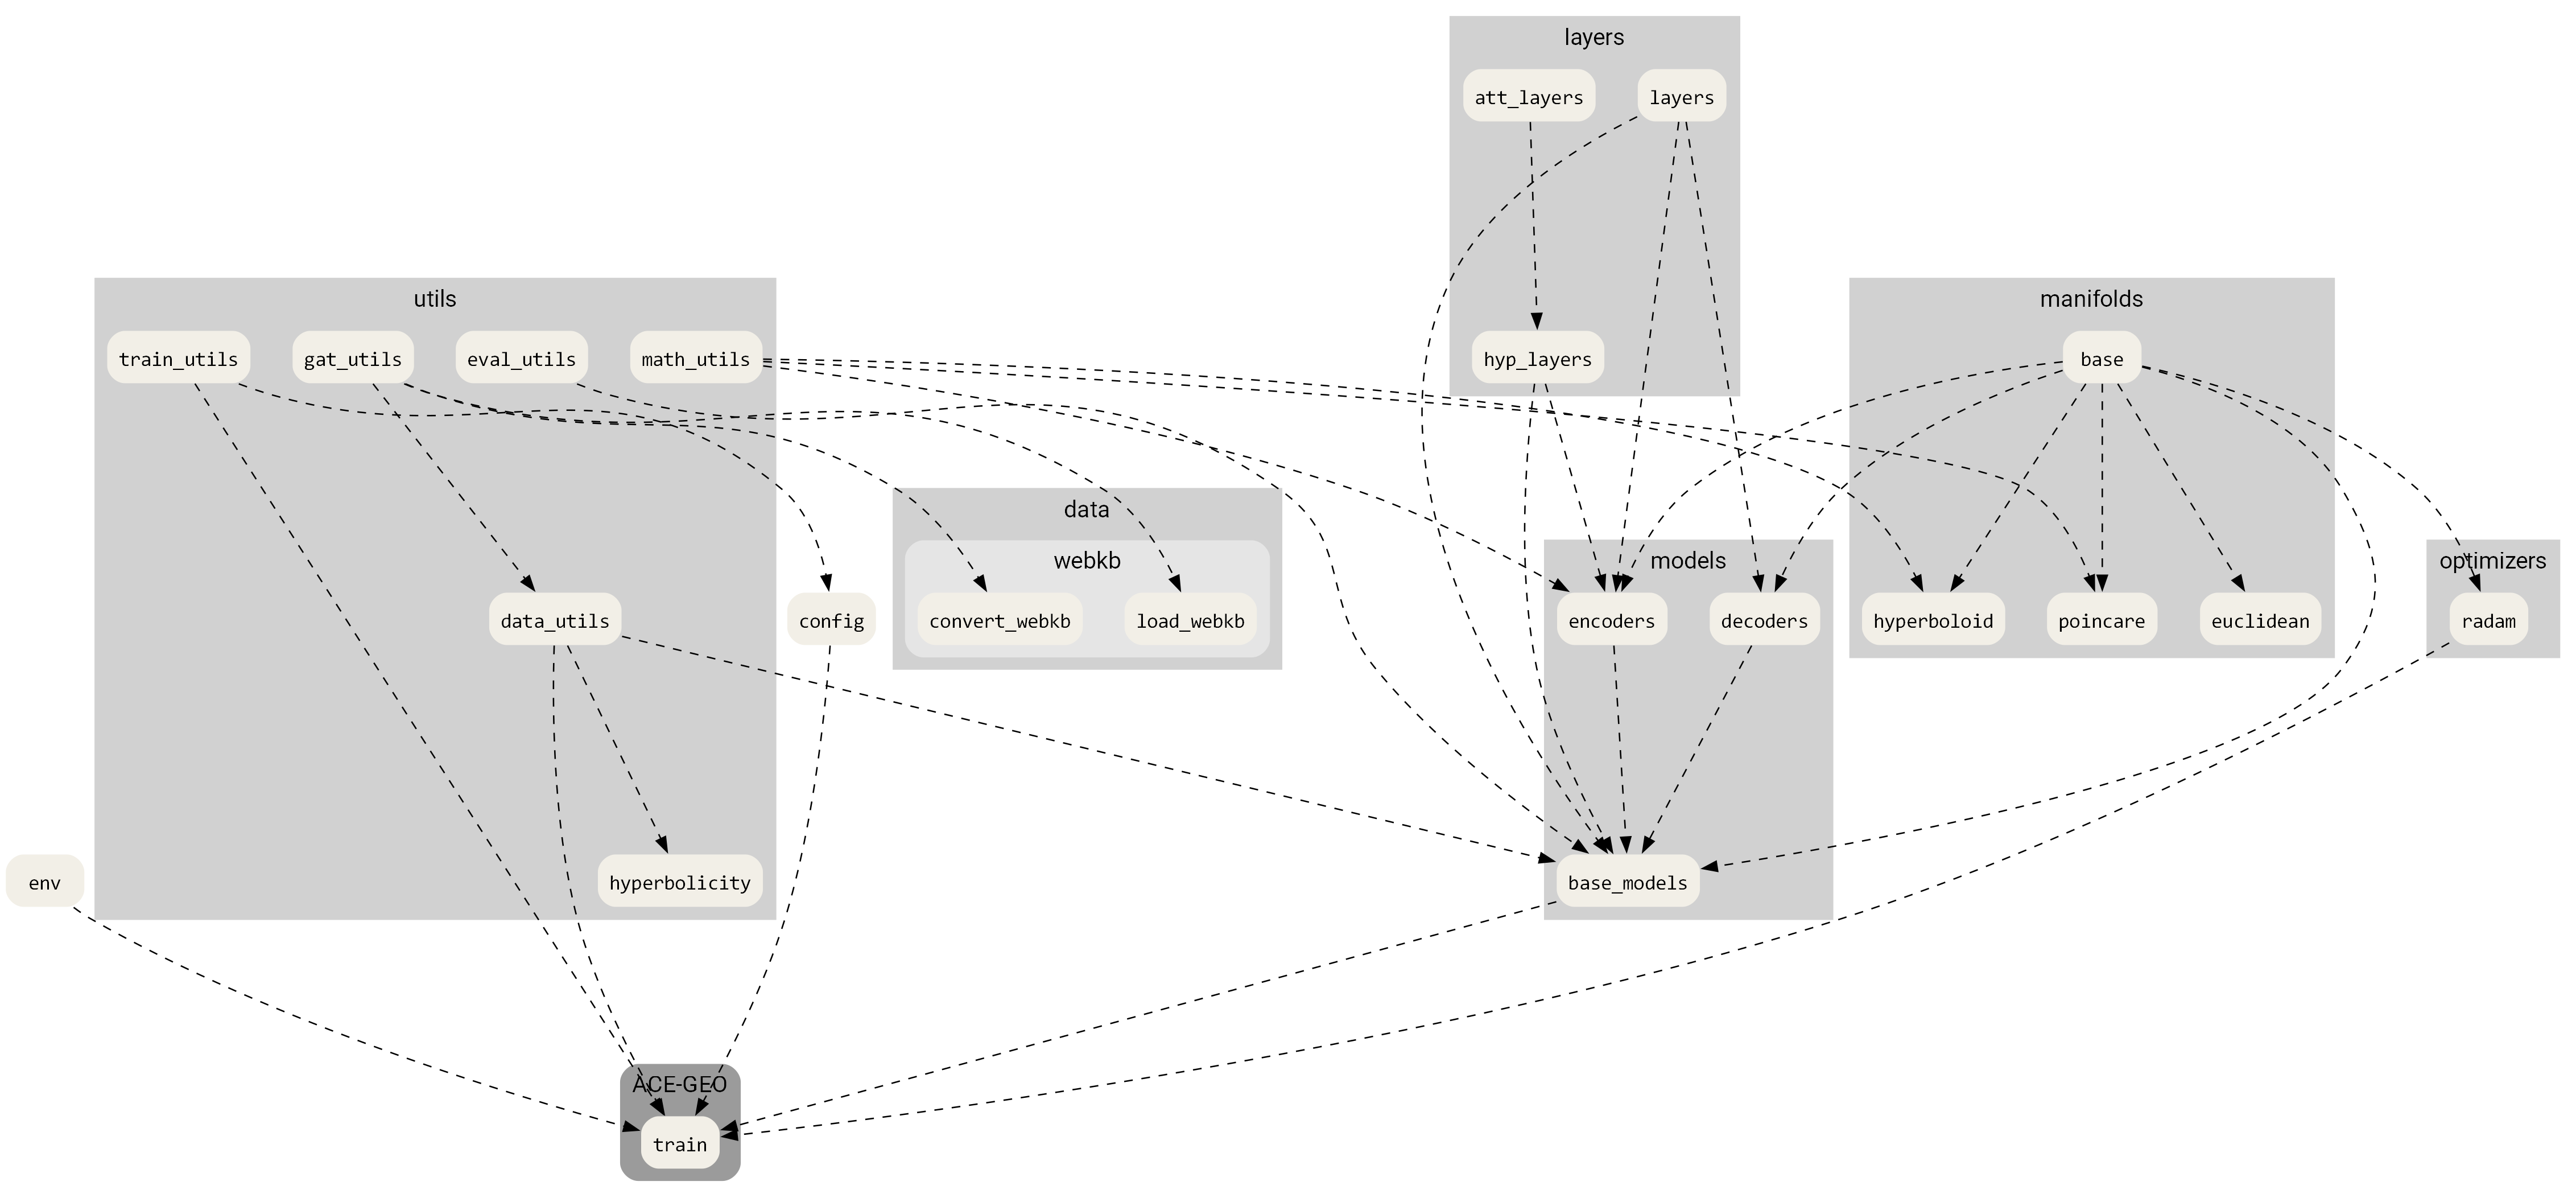 layers
att_layers
layers
utils
manifolds
train_utils
gat_utils
eval_utils
math_utils
hyp_layers
base
data
models
optimizers
webkb
data_utils
config
convert_webkb
load_webkb
encoders
decoders
hyperboloid
poincare
euclidean
radam
env
hyperbolicity
base_models
ACE-GEO
train